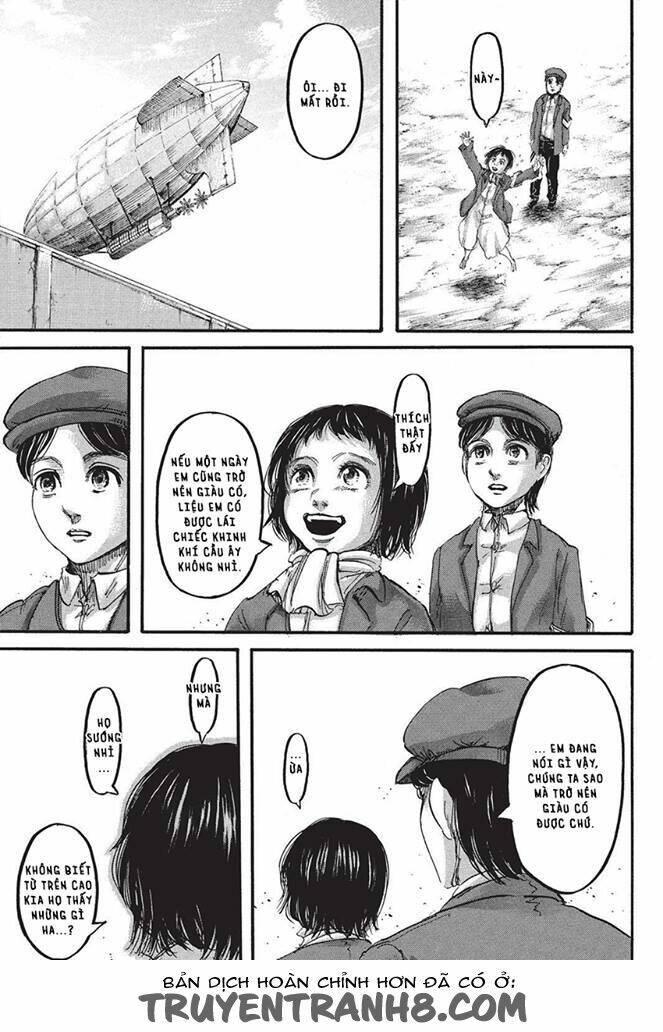 NÀY~
ÔI... ĐI
MẤT RỒI.
THÍCH
THẬT
ĐẤY
NẾU MỘT
NGÀY EM
CŨNG TRỞ
NÊN GIÀU CÓ,
LIỆU EM CÓ
ĐƯỢC LÁI
CHIẾC KHINH
KHÍ CẦU ẤY
KHÔNG NHỈ.
... EM ĐANG
NÓI GÌ VẬY,
CHÚNG TA SAO
MÀ TRỞ NÊN
GIÀU CÓ
ĐƯỢC CHỨ.
... ỪA
NHƯNG
MÀ
HỌ
SƯỚNG
NHỈ
...
KHÔNG BIẾT
TỪ TRÊN CAO
KIA HỌ THẤY
NHỮNG GÌ
HA...?
BẢN DỊCH HOÀN CHỈNH HƠN ĐÃ CÓ Ở:
TRUYENTRANH8.COM